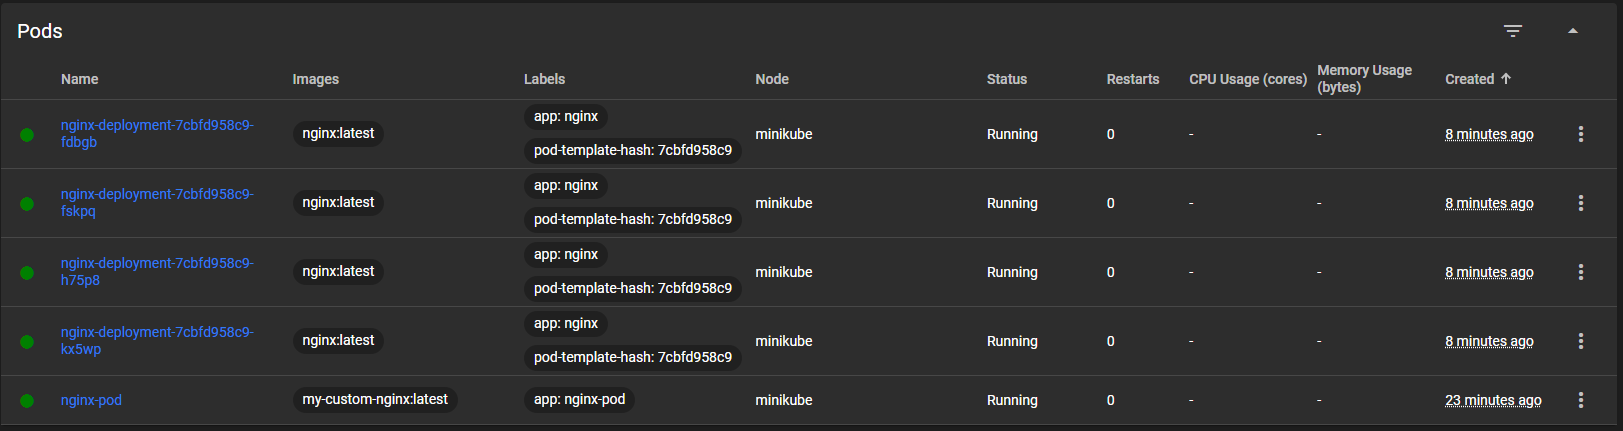 Pods
Name Images Labels Node Status Restarts CPU Usage (cores) Memory Usage (bytes) Created
nginx-deployment-7cbfd958c9-fdbgb nginx:latest app: nginx pod-template-hash: 7cbfd958c9 minikube Running 0 - - 8 minutes ago
nginx-deployment-7cbfd958c9-fskpq nginx:latest app: nginx pod-template-hash: 7cbfd958c9 minikube Running 0 - - 8 minutes ago
nginx-deployment-7cbfd958c9-h75p8 nginx:latest app: nginx pod-template-hash: 7cbfd958c9 minikube Running 0 - - 8 minutes ago
nginx-deployment-7cbfd958c9-kx5wp nginx:latest app: nginx pod-template-hash: 7cbfd958c9 minikube Running 0 - - 8 minutes ago
nginx-pod my-custom-nginx:latest app: nginx-pod minikube Running 0 - - 23 minutes ago